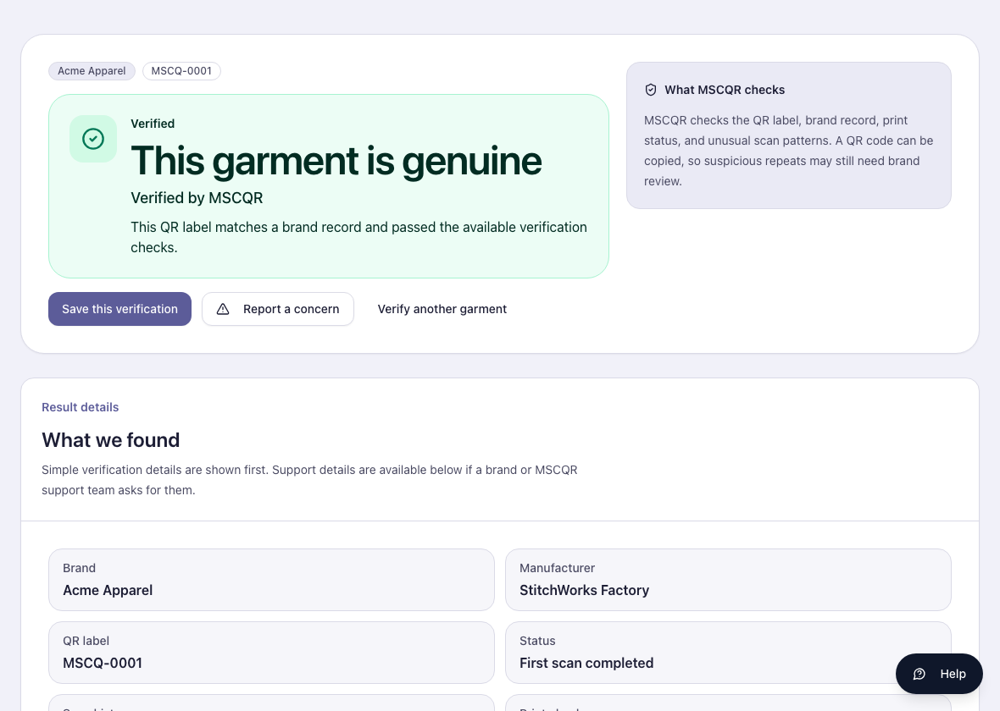 Acme Apparel MSCQ-0001
Verified
This garment is genuine
Verified by MSCQR
This QR label matches a brand record and passed the available verification
checks.
Save this verification
Report a concern
Verify another garment
What MSCQR checks
MSCQR checks the QR label, brand record, print
status, and unusual scan patterns. A QR code can be
copied, so suspicious repeats may still need brand
review.
Result details
What we found
Simple verification details are shown first. Support details are available below if a brand or MSCQR
support team asks for them.
Brand
Acme Apparel
Manufacturer
StitchWorks Factory
QR label
MSCQ-0001
Status
First scan completed
Help